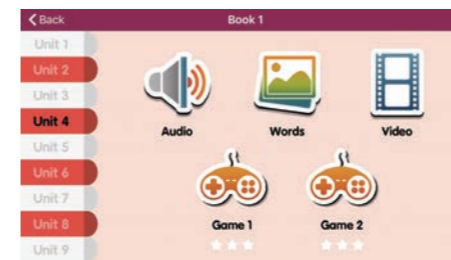 Back
Book 1
Unit 1
Unit 2
Unit 3
Unit 4
Unit 5
Unit 6
Unit 7
Unit 8
Unit 9
Audio
Words
Video
Game 1
Game 2